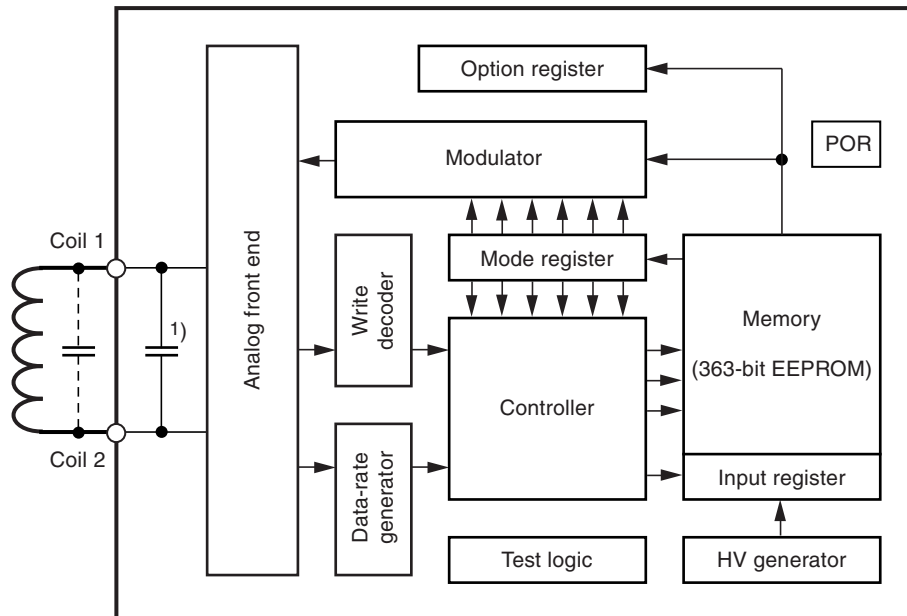 Option register
Modulator
POR
Coil 1
Analog front end
Write
decoder
Mode register
Memory
(363-bit EEPROM)
1)
Controller
Coil 2
Data-rate
generator
Input register
Test logic
HV generator